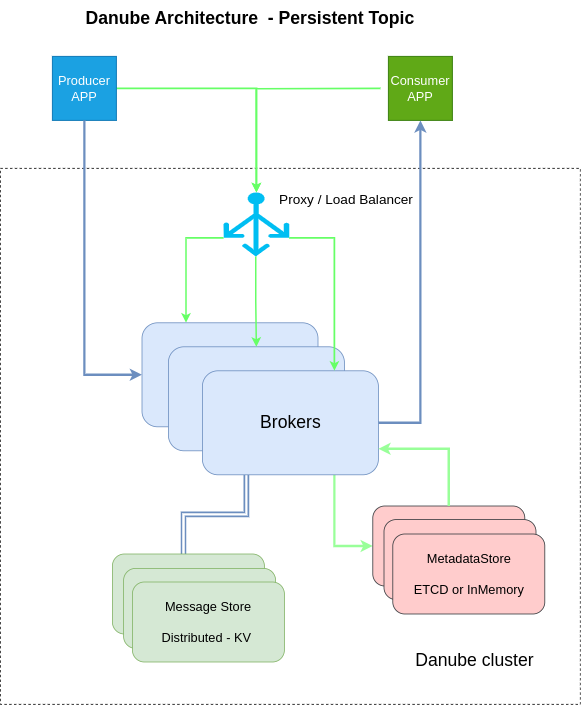 Danube Architecture  - Persistent Topic
Producer
APP
Consumer
APP
Proxy / Load Balancer
Brokers
MetadataStore
ETCD or InMemory
Message Store
Distributed - KV
Danube cluster